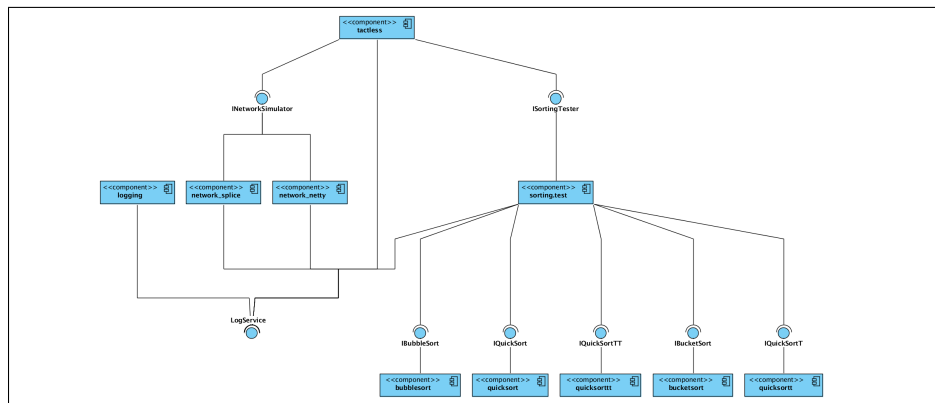 <<component>>
tactless
INetworkSimulator
ISortingTester
<<component>>
logging
<<component>>
network_splice
<<component>>
network_netty
<<component>>
sorting.test
LogService
IBubbleSort
IQuickSort
IQuickSortTT
IBucketSort
IQuickSortT
<<component>>
bubblesort
<<component>>
quicksort
<<component>>
quicksorttt
<<component>>
bucketsort
<<component>>
quicksortt